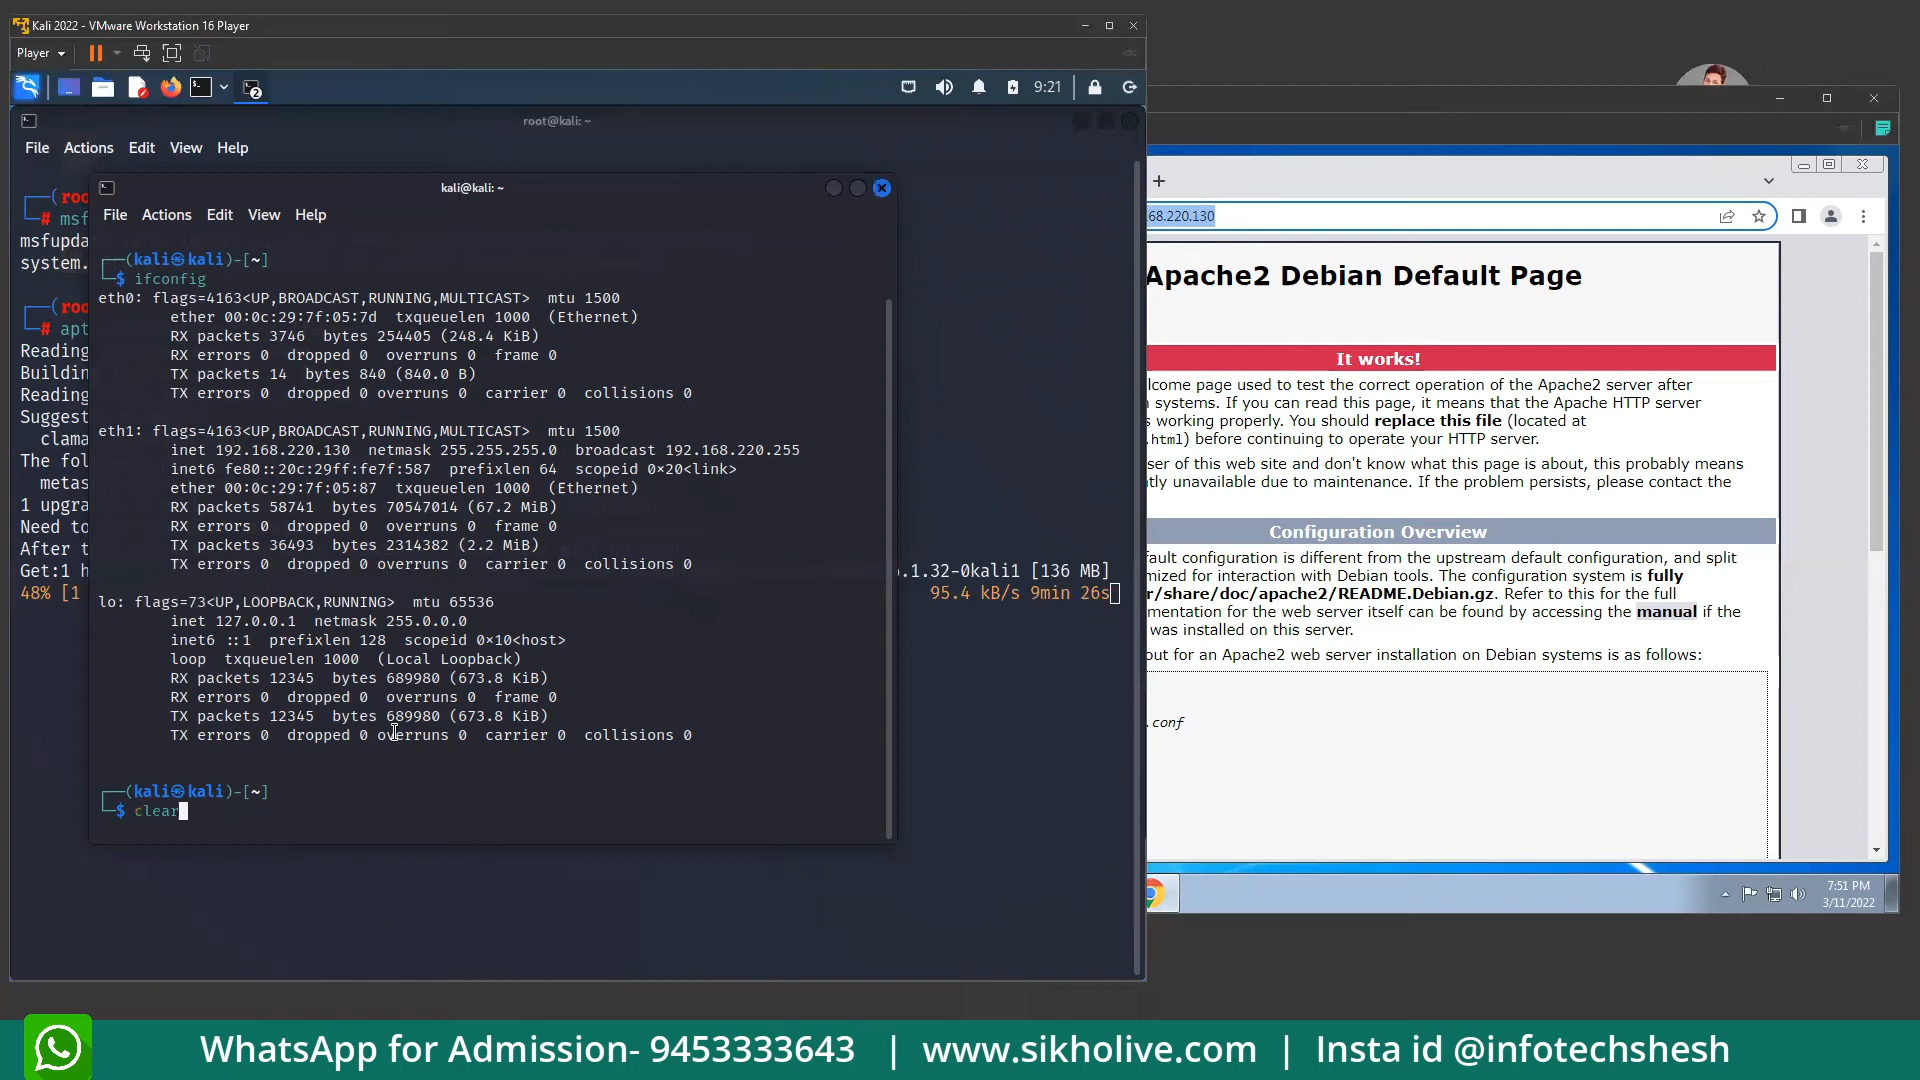 Kali 2022 - VMware Workstation 16 Player
Player
2
9:21
root@kali: ~
File Actions Edit View Help
┌──(roo
└─# msf
msfupda
system.
┌──(roo
└─# apt
Reading
Buildin
Reading
Suggest
clama
The fol
metas
1 upgra
Need to
After t
Get:1 h
.1.32-0kali1 [136 MB]
48% [1
95.4 kB/s 9min 26s
kali@kali: ~
File Actions Edit View Help
┌──(kali㉿kali)-[~]
└─$ ifconfig
eth0: flags=4163<UP,BROADCAST,RUNNING,MULTICAST>  mtu 1500
ether 00:0c:29:7f:05:7d  txqueuelen 1000  (Ethernet)
RX packets 3746  bytes 254405 (248.4 KiB)
RX errors 0  dropped 0  overruns 0  frame 0
TX packets 14  bytes 840 (840.0 B)
TX errors 0  dropped 0 overruns 0  carrier 0  collisions 0
eth1: flags=4163<UP,BROADCAST,RUNNING,MULTICAST>  mtu 1500
inet 192.168.220.130  netmask 255.255.255.0  broadcast 192.168.220.255
inet6 fe80::20c:29ff:fe7f:587  prefixlen 64  scopeid 0×20<link>
ether 00:0c:29:7f:05:87  txqueuelen 1000  (Ethernet)
RX packets 58741  bytes 70547014 (67.2 MiB)
RX errors 0  dropped 0  overruns 0  frame 0
TX packets 36493  bytes 2314382 (2.2 MiB)
TX errors 0  dropped 0 overruns 0  carrier 0  collisions 0
lo: flags=73<UP,LOOPBACK,RUNNING>  mtu 65536
inet 127.0.0.1  netmask 255.0.0.0
inet6 ::1  prefixlen 128  scopeid 0×10<host>
loop  txqueuelen 1000  (Local Loopback)
RX packets 12345  bytes 689980 (673.8 KiB)
RX errors 0  dropped 0  overruns 0  frame 0
TX packets 12345  bytes 689980 (673.8 KiB)
TX errors 0  dropped 0 overruns 0  carrier 0  collisions 0
┌──(kali㉿kali)-[~]
└─$ clear
68.220.130
Apache2 Debian Default Page
It works!
lcome page used to test the correct operation of the Apache2 server after
systems. If you can read this page, it means that the Apache HTTP server
s working properly. You should replace this file (located at
.html) before continuing to operate your HTTP server.
ser of this web site and don't know what this page is about, this probably means
tly unavailable due to maintenance. If the problem persists, please contact the
Configuration Overview
fault configuration is different from the upstream default configuration, and split
mized for interaction with Debian tools. The configuration system is fully
r/share/doc/apache2/README.Debian.gz. Refer to this for the full
mentation for the web server itself can be found by accessing the manual if the
was installed on this server.
out for an Apache2 web server installation on Debian systems is as follows:
.conf
7:51 PM
3/11/2022
WhatsApp for Admission- 9453333643 | www.sikholive.com | Insta id @infotechshesh